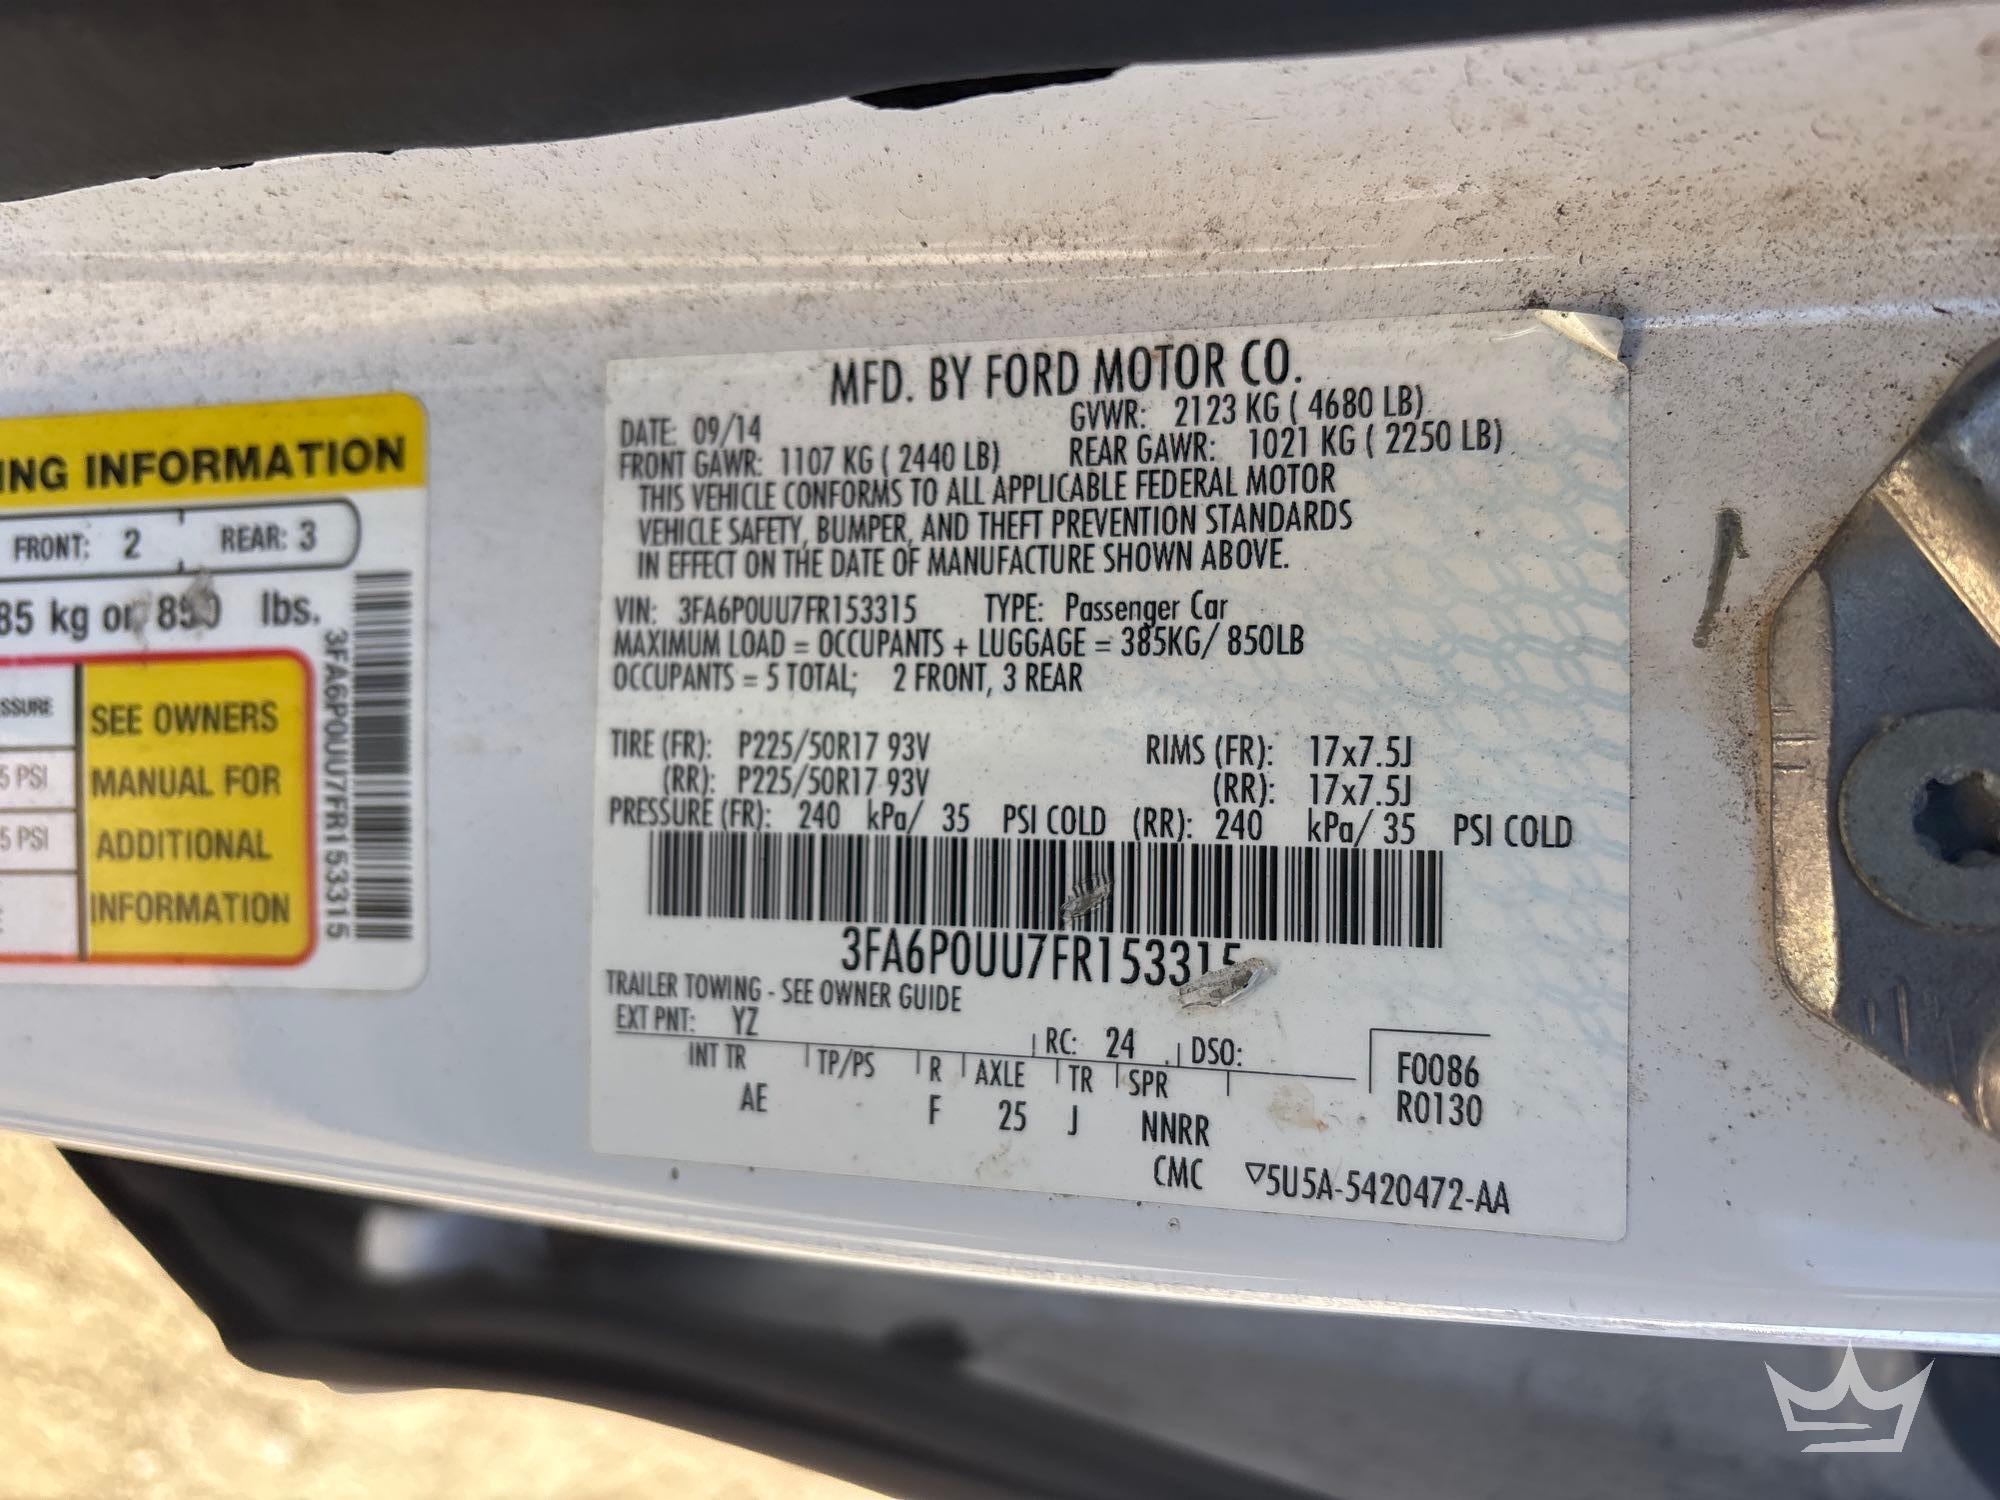 ING INFORMATION
FRONT: 2 REAR: 3
85 kg or 850 lbs.
SSURE
5 PSI
5 PSI
SEE OWNERS
MANUAL FOR
ADDITIONAL
INFORMATION
3FA6P0UU7FR153315
MFD. BY FORD MOTOR CO.
DATE: 09/14 GVWR: 2123 KG ( 4680 LB)
FRONT GAWR: 1107 KG ( 2440 LB) REAR GAWR: 1021 KG ( 2250 LB)
THIS VEHICLE CONFORMS TO ALL APPLICABLE FEDERAL MOTOR
VEHICLE SAFETY, BUMPER, AND THEFT PREVENTION STANDARDS
IN EFFECT ON THE DATE OF MANUFACTURE SHOWN ABOVE.
VIN: 3FA6P0UU7FR153315 TYPE: Passenger Car
MAXIMUM LOAD = OCCUPANTS + LUGGAGE = 385KG/ 850LB
OCCUPANTS = 5 TOTAL; 2 FRONT, 3 REAR
TIRE (FR): P225/50R17 93V RIMS (FR): 17x7.5J
(RR): P225/50R17 93V (RR): 17x7.5J
PRESSURE (FR): 240 kPa/ 35 PSI COLD (RR): 240 kPa/ 35 PSI COLD
3FA6P0UU7FR153315
TRAILER TOWING - SEE OWNER GUIDE
EXT PNT: YZ RC: 24 DSO:
INT TR TP/PS R AXLE TR SPR F0086
AE F 25 J NNRR R0130
CMC ▽5U5A-5420472-AA